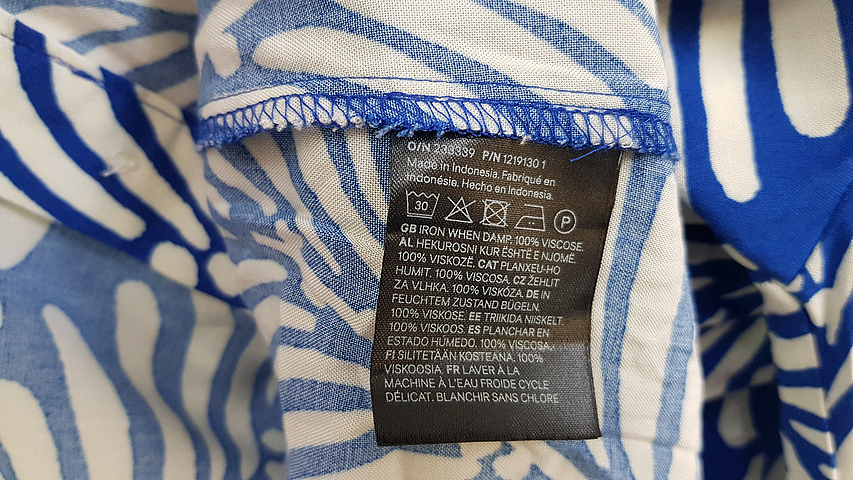 O/N 233339 P/N 1219130 1
Made in Indonesia. Fabriqué en
Indonésie. Hecho en Indonesia.
30 P
GB IRON WHEN DAMP. 100% VISCOSE.
AL HEKUROSNI KUR ËSHTË E NJOMË.
100% VISKOZË. CAT PLANXEU-HO
HUMIT. 100% VISCOSA. CZ ŽEHLIT
ZA VLHKA. 100% VISKÓZA. DE IN
FEUCHTEM ZUSTAND BÜGELN.
100% VISKOSE. EE TRIIKIDA NIISKELT.
100% VISKOOS. ES PLANCHAR EN
ESTADO HÚMEDO. 100% VISCOSA.
FI SILITETÄÄN KOSTEANA. 100%
VISKOOSIA. FR LAVER À LA
MACHINE À L'EAU FROIDE CYCLE
DÉLICAT. BLANCHIR SANS CHLORE